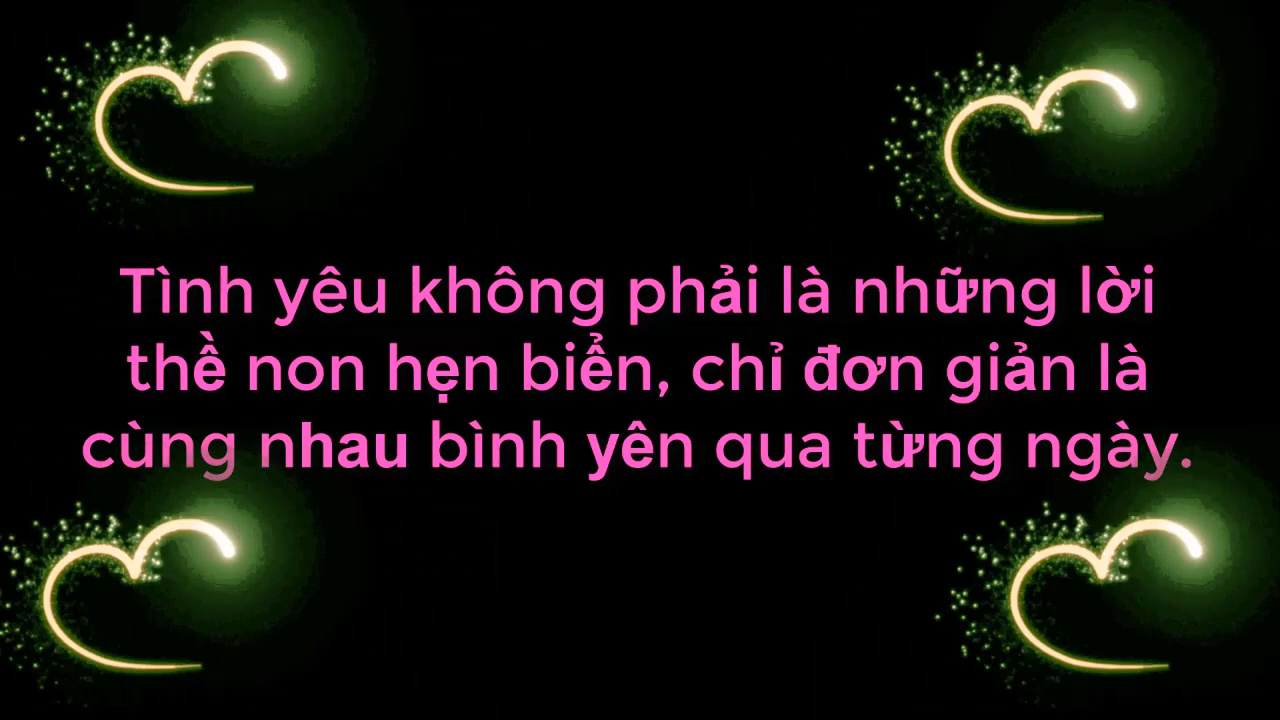 Tình yêu không phải là những lời
thề non hẹn biển, chỉ đơn giản là
cùng nhau bình yên qua từng ngày.